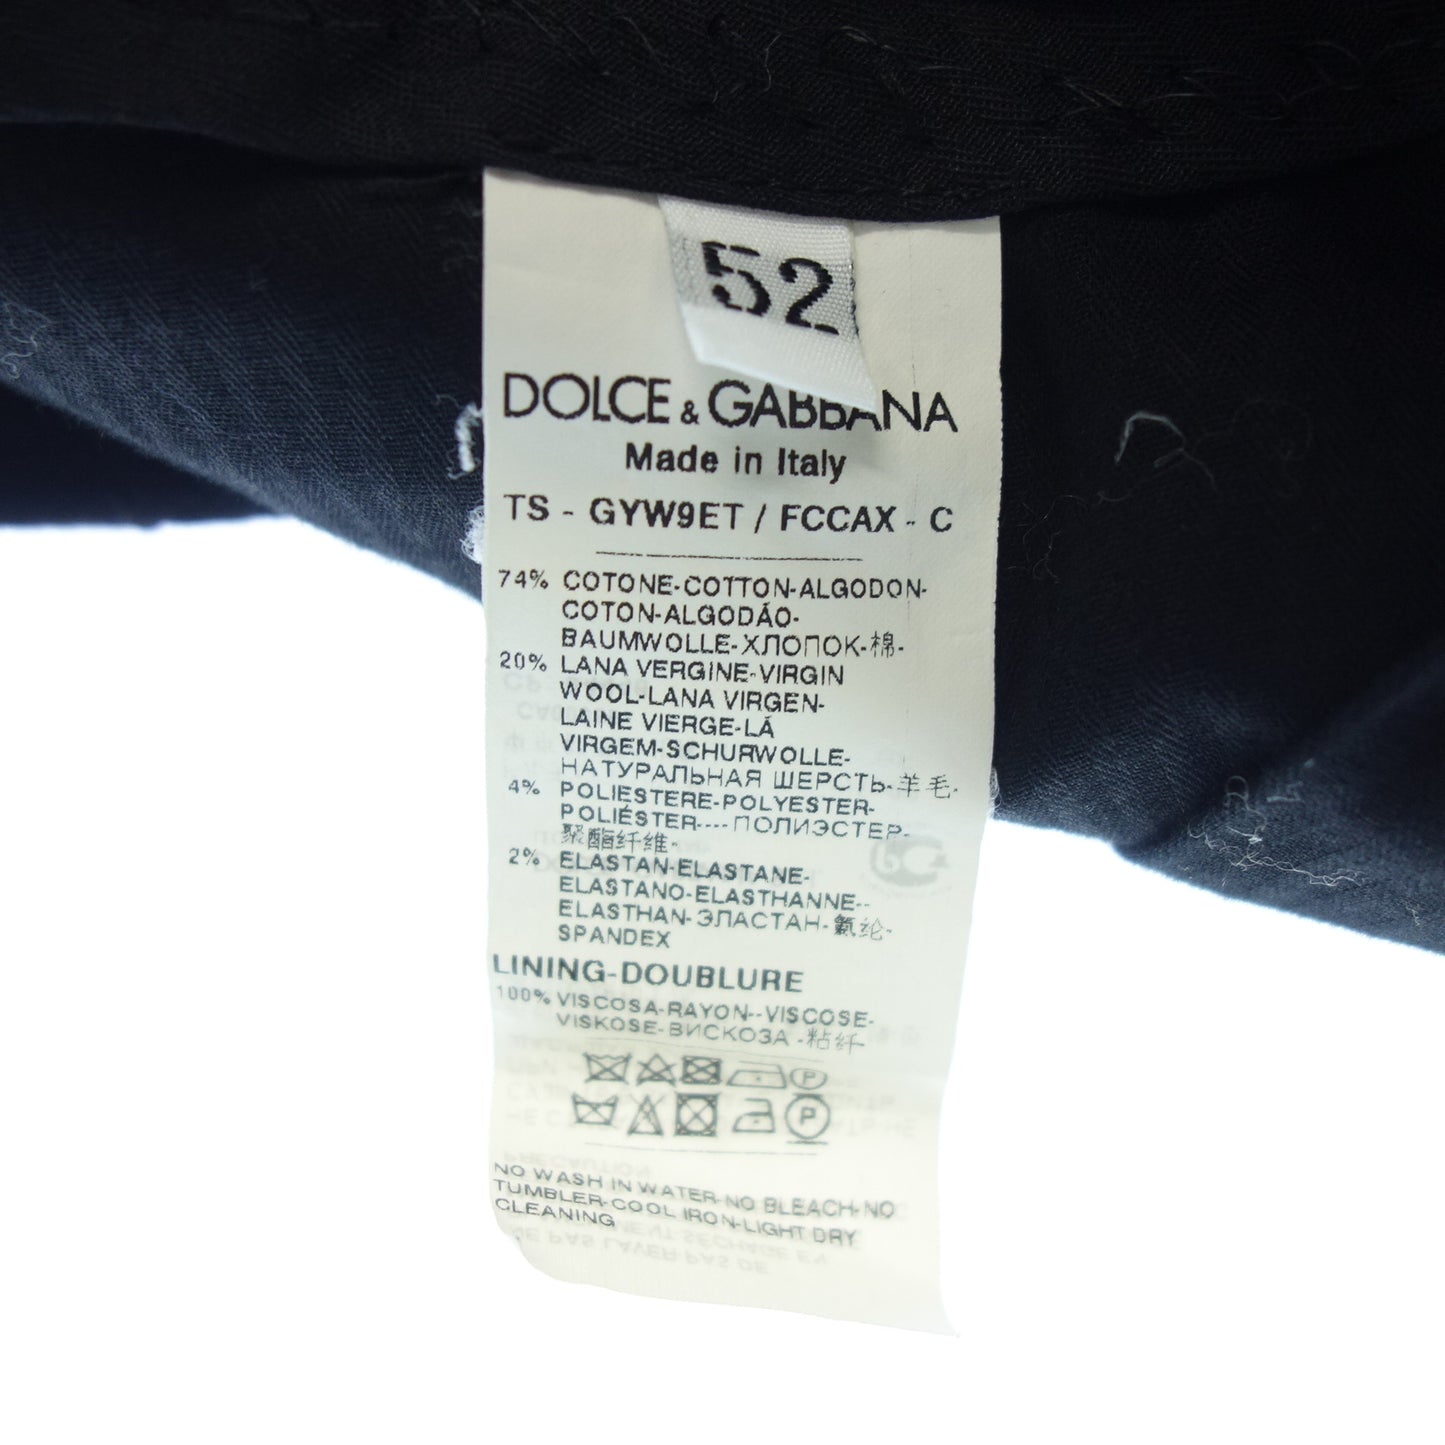 52
DOLCE & GABBANA
Made in Italy
TS - GYW9ET / FCCAX - C
74% COTONE-COTTON-ALGODON-
COTON-ALGODÃO-
BAUMWOLLE-ХЛОПОК-棉-
20% LANA VERGINE-VIRGIN
WOOL-LANA VIRGEN-
LAINE VIERGE-LÃ
VIRGEM-SCHURWOLLE-
НАТУРАЛЬНАЯ ШЕРСТЬ-羊毛-
4% POLIESTERE-POLYESTER-
POLIÉSTER----ПОЛИЭСТЕР-
聚酯纤维-
2% ELASTAN-ELASTANE-
ELASTANO-ELASTHANNE--
ELASTHAN-ЭЛАСТАН-氨纶-
SPANDEX
LINING-DOUBLURE
100% VISCOSA-RAYON--VISCOSE-
VISKOSE-ВИСКОЗА -粘纤-
P
P
NO WASH IN WATER-NO BLEACH-NO
TUMBLER-COOL IRON-LIGHT DRY
CLEANING